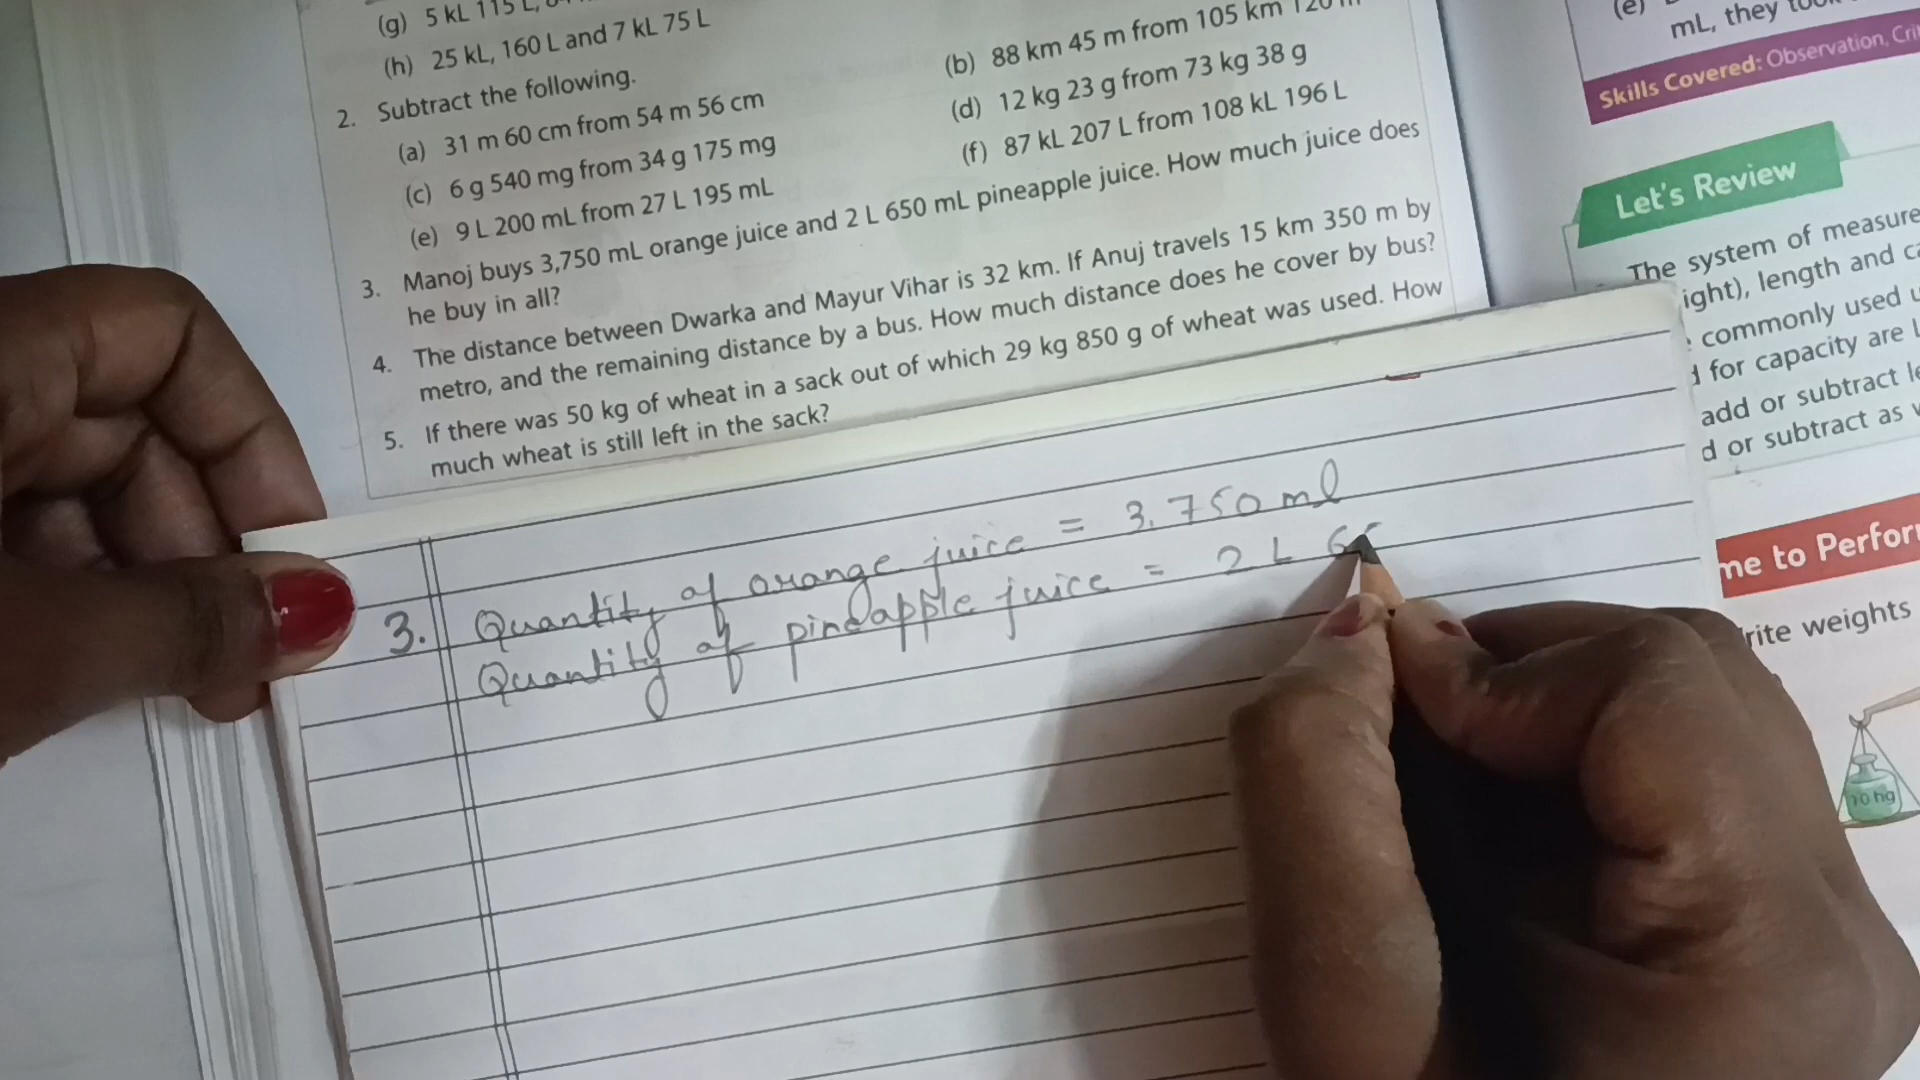 (g) 5 kL 115 L,
(h) 25 kL, 160 L and 7 kL 75 L
2. Subtract the following.
(a) 31 m 60 cm from 54 m 56 cm
(b) 88 km 45 m from 105 km 120 m
(c) 6 g 540 mg from 34 g 175 mg
(d) 12 kg 23 g from 73 kg 38 g
(e) 9 L 200 mL from 27 L 195 mL
(f) 87 kL 207 L from 108 kL 196 L
3. Manoj buys 3,750 mL orange juice and 2 L 650 mL pineapple juice. How much juice does
he buy in all?
4. The distance between Dwarka and Mayur Vihar is 32 km. If Anuj travels 15 km 350 m by
metro, and the remaining distance by a bus. How much distance does he cover by bus?
5. If there was 50 kg of wheat in a sack out of which 29 kg 850 g of wheat was used. How
much wheat is still left in the sack?
3. Quantity of orange juice = 3,750 ml
Quantity of pineapple juice = 2 L 65
(e)
mL, they took
Skills Covered: Observation,
Let's Review
The system of measure
ight), length and
commonly used
for capacity are
add or subtract
d or subtract as
me to Perfor
rite weights
10 hg